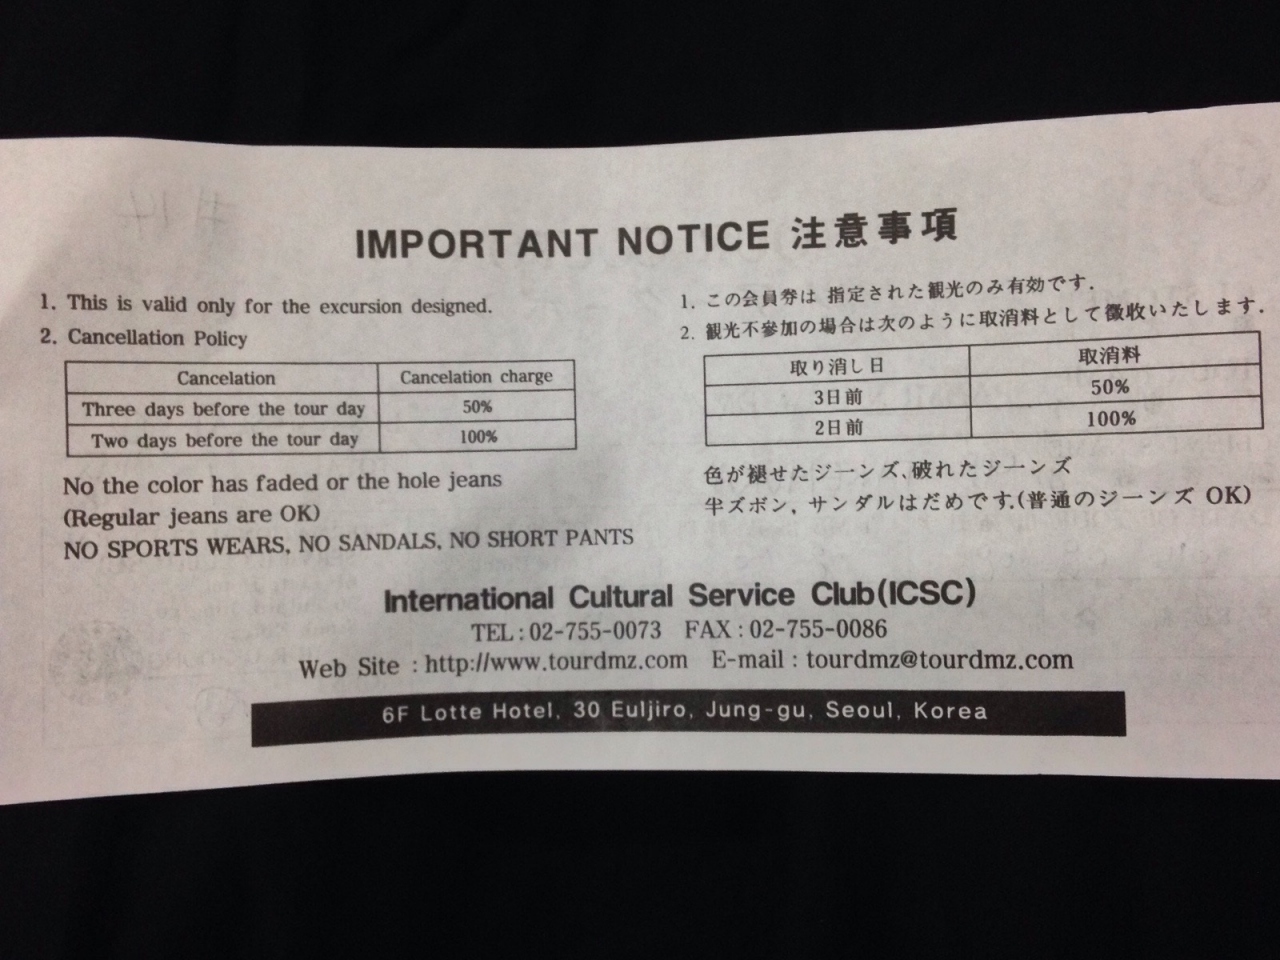 IMPORTANT NOTICE 注意事項
1. This is valid only for the excursion designed.
2. Cancellation Policy
Cancelation Cancelation charge
Three days before the tour day 50%
Two days before the tour day 100%
No the color has faded or the hole jeans
(Regular jeans are OK)
NO SPORTS WEARS, NO SANDALS, NO SHORT PANTS
1. この会員券は 指定された観光のみ有効です.
2. 観光不参加の場合は次のように取消料として徴收いたします.
取り消し日 取消料
3日前 50%
2日前 100%
色が褪せたジーンズ、破れたジーンズ
半ズボン, サンダルはだめです.(普通のジーンズ OK)
International Cultural Service Club(ICSC)
TEL : 02-755-0073 FAX : 02-755-0086
Web Site : http://www.tourdmz.com E-mail : tourdmz@tourdmz.com
6F Lotte Hotel, 30 Euljiro, Jung-gu, Seoul, Korea